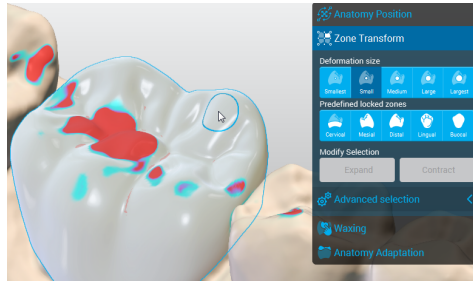 Anatomy Position
Zone Transform
Deformation size
Smallest Small Medium Large Largest
Predefined locked zones
Cervical Mesial Distal Lingual Buccal
Modify Selection
Expand Contract
Advanced selection
Waxing
Anatomy Adaptation